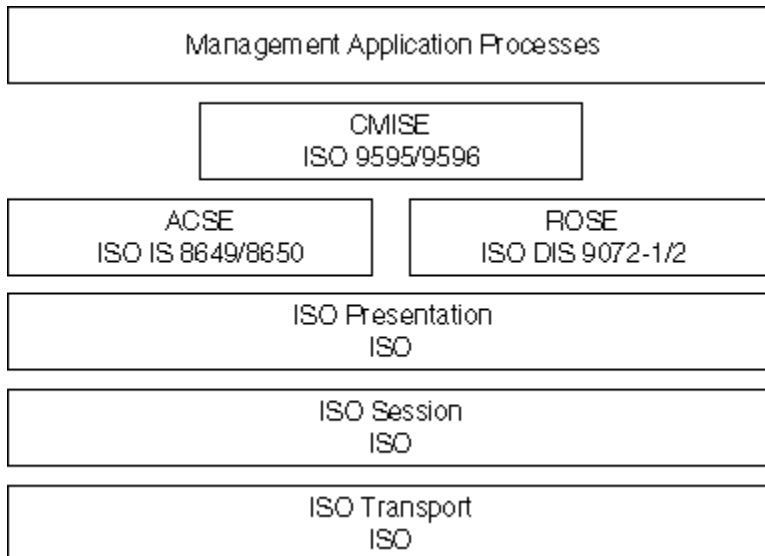 Management Application Processes
CMISE
ISO 9595/9596
ACSE
ISO IS 8649/8650
ROSE
ISO DIS 9072-1/2
ISO Presentation
ISO
ISO Session
ISO
ISO Transport
ISO